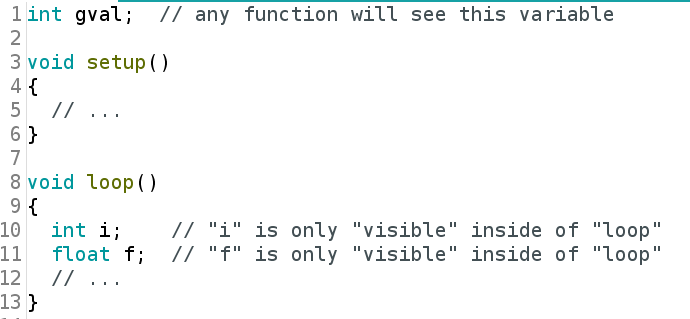 1 int gval;  // any function will see this variable
2
3 void setup()
4 {
5   // ...
6 }
7
8 void loop()
9 {
10   int i;    // "i" is only "visible" inside of "loop"
11   float f;  // "f" is only "visible" inside of "loop"
12   // ...
13 }